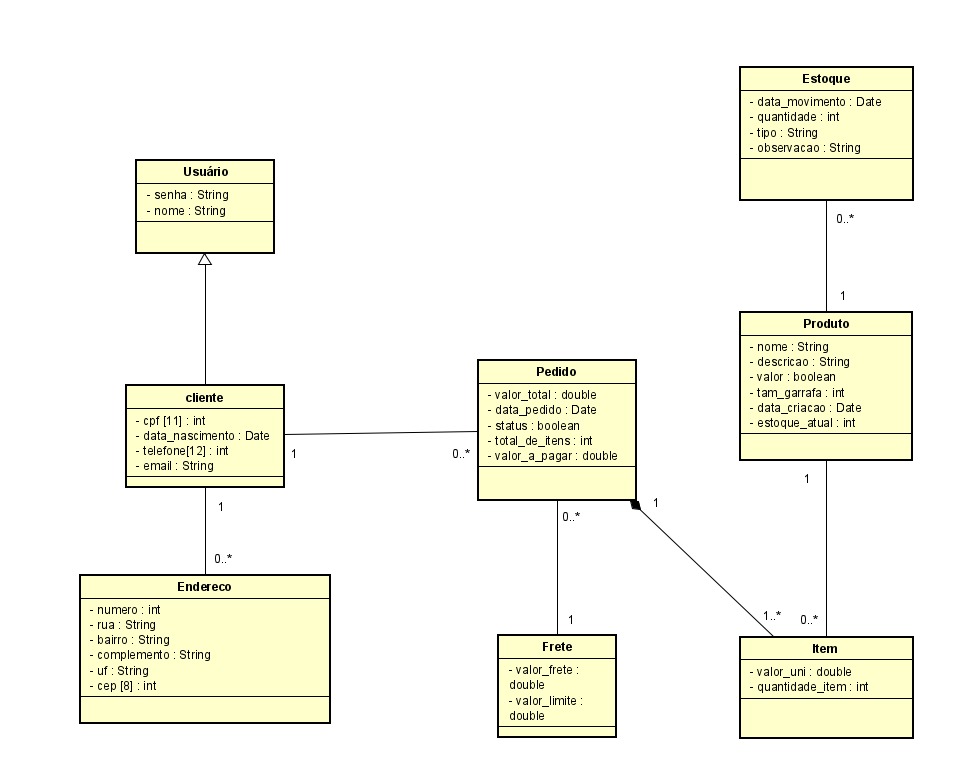 Estoque
- data_movimento : Date
- quantidade : int
- tipo : String
- observacao : String
0..*
1
Usuário
- senha : String
- nome : String
Produto
- nome : String
- descricao : String
- valor : boolean
- tam_garrafa : int
- data_criacao : Date
- estoque_atual : int
1
0..*
cliente
- cpf [11] : int
- data_nascimento : Date
- telefone[12] : int
- email : String
1
0..*
1
0..*
Pedido
- valor_total : double
- data_pedido : Date
- status : boolean
- total_de_itens : int
- valor_a_pagar : double
0..*
1
1
1..*
Endereco
- numero : int
- rua : String
- bairro : String
- complemento : String
- uf : String
- cep [8] : int
Frete
- valor_frete :
double
- valor_limite :
double
Item
- valor_uni : double
- quantidade_item : int